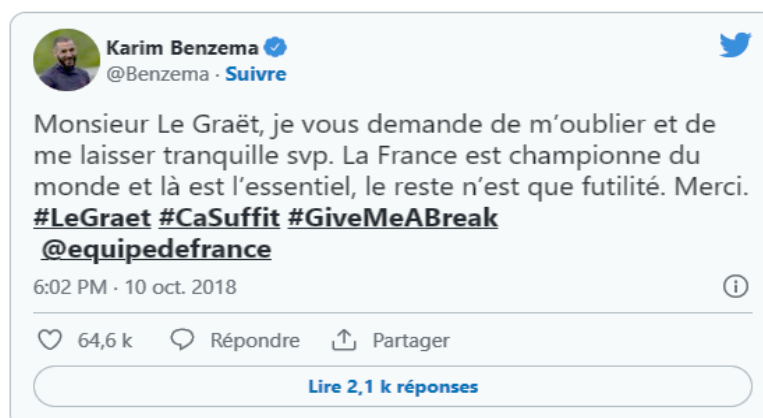 Karim Benzema
@Benzema · Suivre
Monsieur Le Graët, je vous demande de m’oublier et de
me laisser tranquille svp. La France est championne du
monde et là est l’essentiel, le reste n’est que futilité. Merci.
#LeGraet #CaSuffit #GiveMeABreak
@equipedefrance
6:02 PM · 10 oct. 2018
64,6 k Répondre Partager
Lire 2,1 k réponses